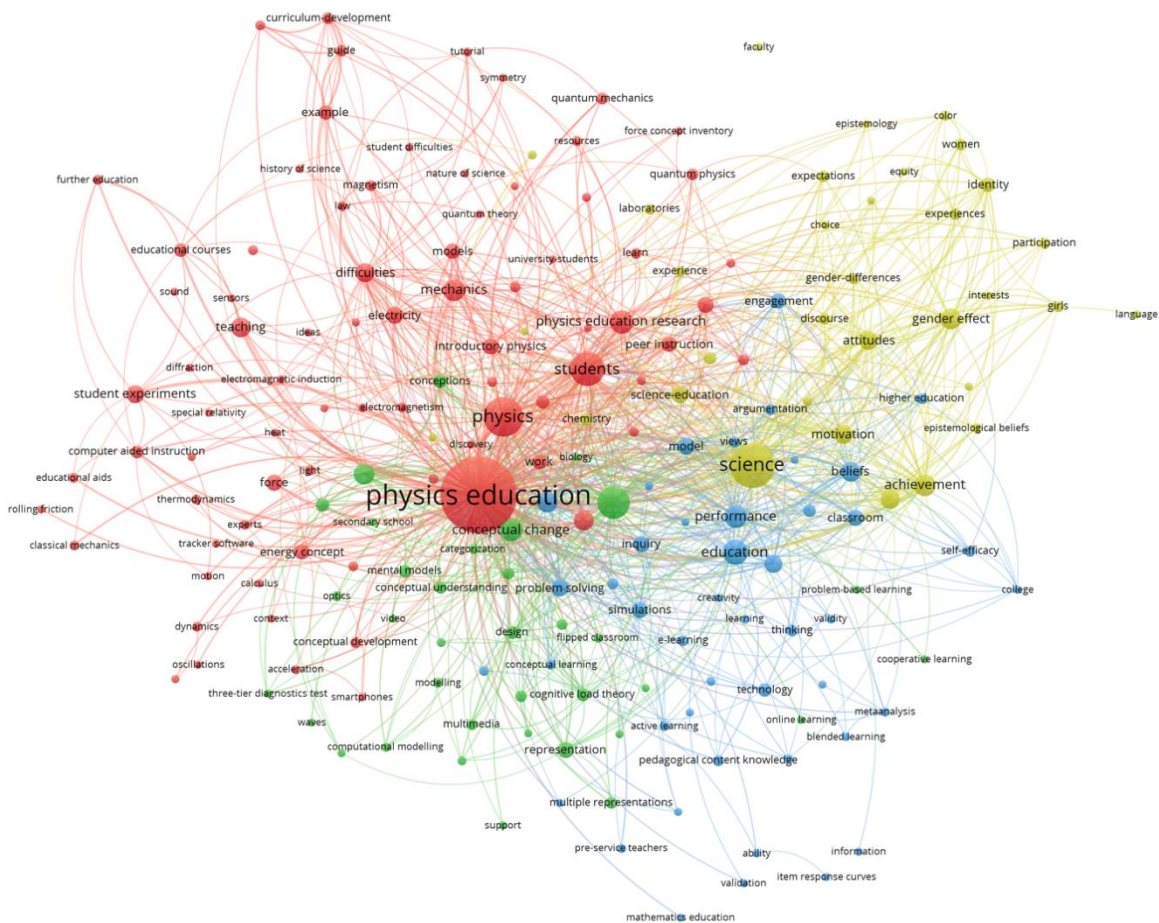 curriculum-development
faculty
guide
tutorial
symmetry
quantum mechanics
example
resources
force concept inventory
epistemology
color
women
student difficulties
history of science
nature of science
further education
magnetism
quantum physics
expectations
equity
identity
law
quantum theory
laboratories
choice
experiences
educational courses
models
university-students
learn
participation
difficulties
experience
gender-differences
sound
sensors
mechanics
engagement
interests
girls
language
teaching
ideas
electricity
physics education research
discourse
gender effect
introductory physics
peer instruction
attitudes
diffraction
electromagnetic induction
conceptions
students
student experiments
science-education
higher education
special relativity
electromagnetism
physics
chemistry
argumentation
epistemological beliefs
heat
discovery
motivation
computer aided instruction
biology
model
views
light
work
science
educational aids
force
beliefs
achievement
rolling friction
thermodynamics
physics education
secondary school
performance
classroom
experts
conceptual change
classical mechanics
tracker software
energy concept
categorization
inquiry
education
self-efficacy
motion
calculus
mental models
conceptual understanding
problem solving
optics
creativity
problem-based learning
college
simulations
context
video
learning
validity
dynamics
design
flipped classroom
e-learning
thinking
conceptual development
oscillations
acceleration
conceptual learning
cooperative learning
three-tier diagnostics test
smartphones
modelling
cognitive load theory
technology
waves
multimedia
active learning
online learning
metaanalysis
blended learning
computational modelling
representation
pedagogical content knowledge
multiple representations
support
pre-service teachers
ability
information
validation
item response curves
mathematics education